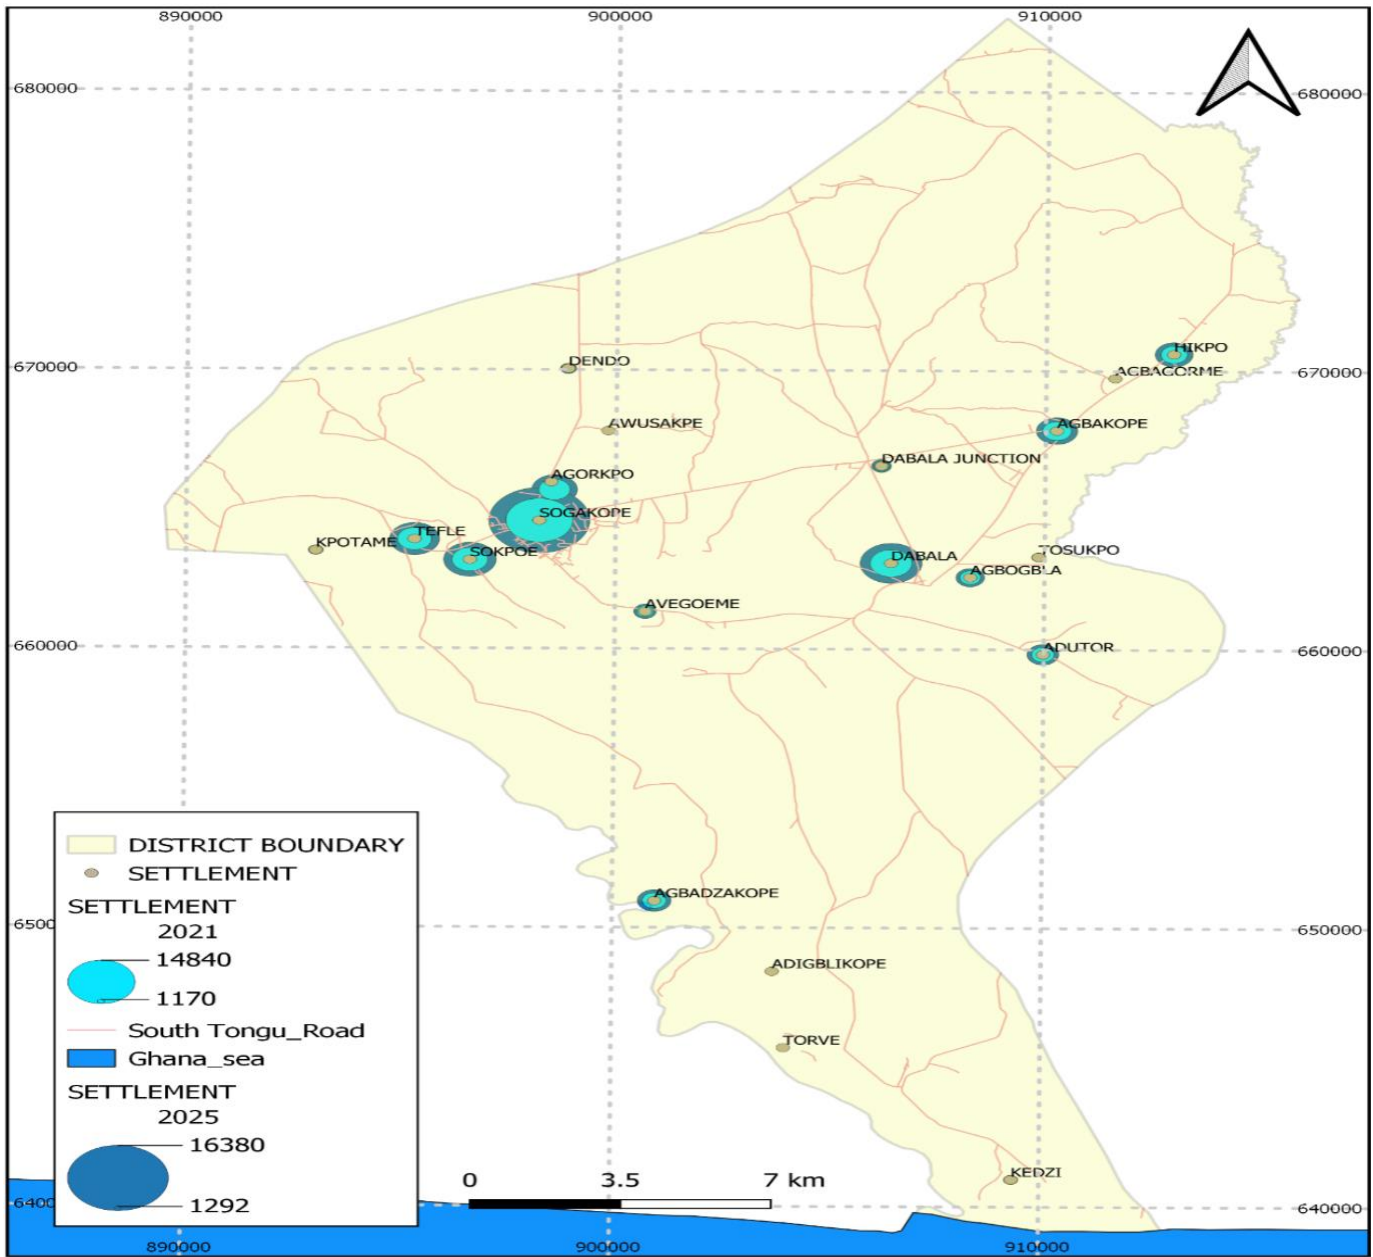 890000 900000 910000
680000 680000
HIKPO
670000 DENDO AGBAGORME 670000
AWUSAKPE AGBAKOPE
DABALA JUNCTION
AGORKPO
SOGAKOPE
TEFLE
KPOTAME SOKPOE DABALA TOSUKPO
AGBOGBLA
AVEGOEME
660000 ADUTOR 660000
DISTRICT BOUNDARY
SETTLEMENT
AGBADZAKOPE
SETTLEMENT
2021
6500 650000
14840
ADIGBLIKOPE
1170
South Tongu_Road
TORVE
Ghana_sea
SETTLEMENT
2025
16380
KEDZI
0 3.5 7 km
1292
6400 640000
890000 900000 910000